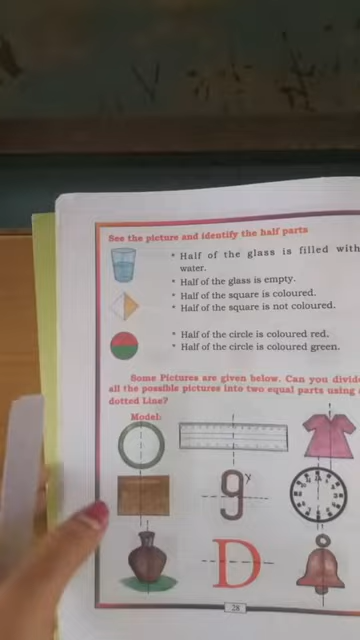 See the picture and identify the half parts
* Half of the glass is filled with
water.
* Half of the glass is empty.
* Half of the square is coloured.
* Half of the square is not coloured.
* Half of the circle is coloured red.
* Half of the circle is coloured green.
Some Pictures are given below. Can you divide
all the possible pictures into two equal parts using
dotted Line?
Model:
9
D
28